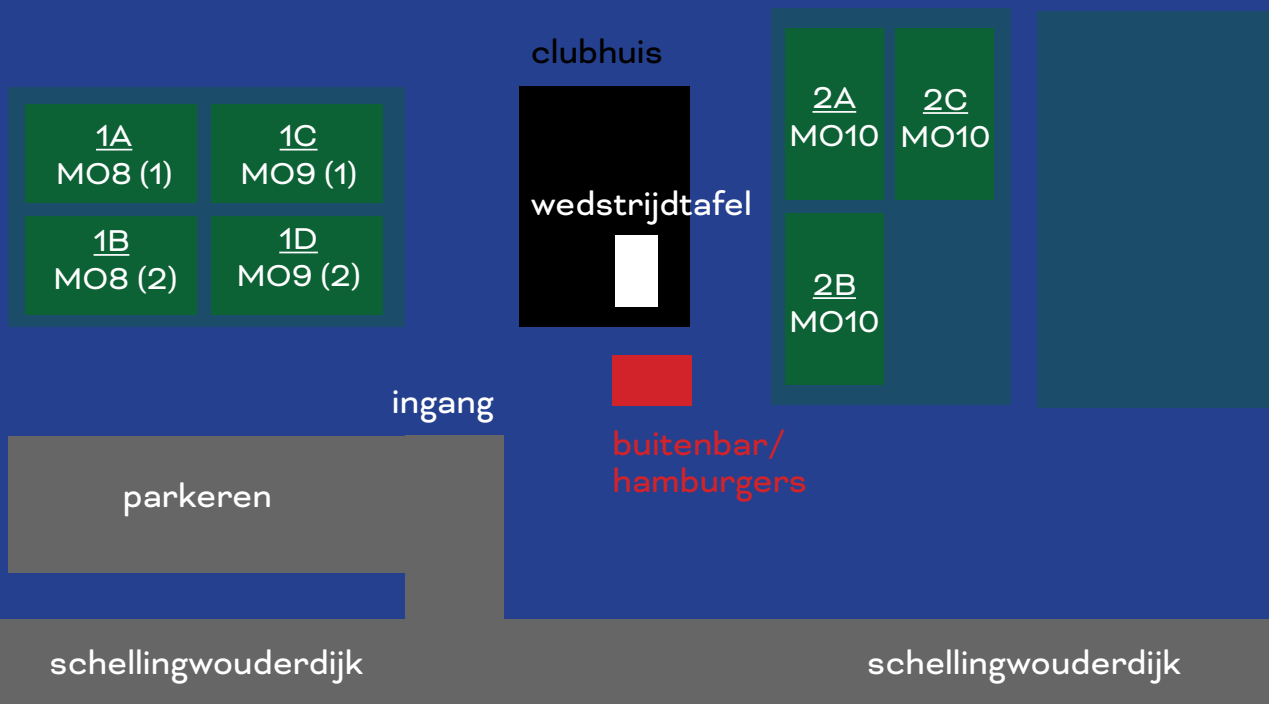 clubhuis
1A
MO8 (1)
1C
MO9 (1)
1B
MO8 (2)
1D
MO9 (2)
wedstrijdtafel
2A
MO10
2C
MO10
2B
MO10
ingang
buitenbar/
hamburgers
parkeren
schellingwouderdijk
schellingwouderdijk